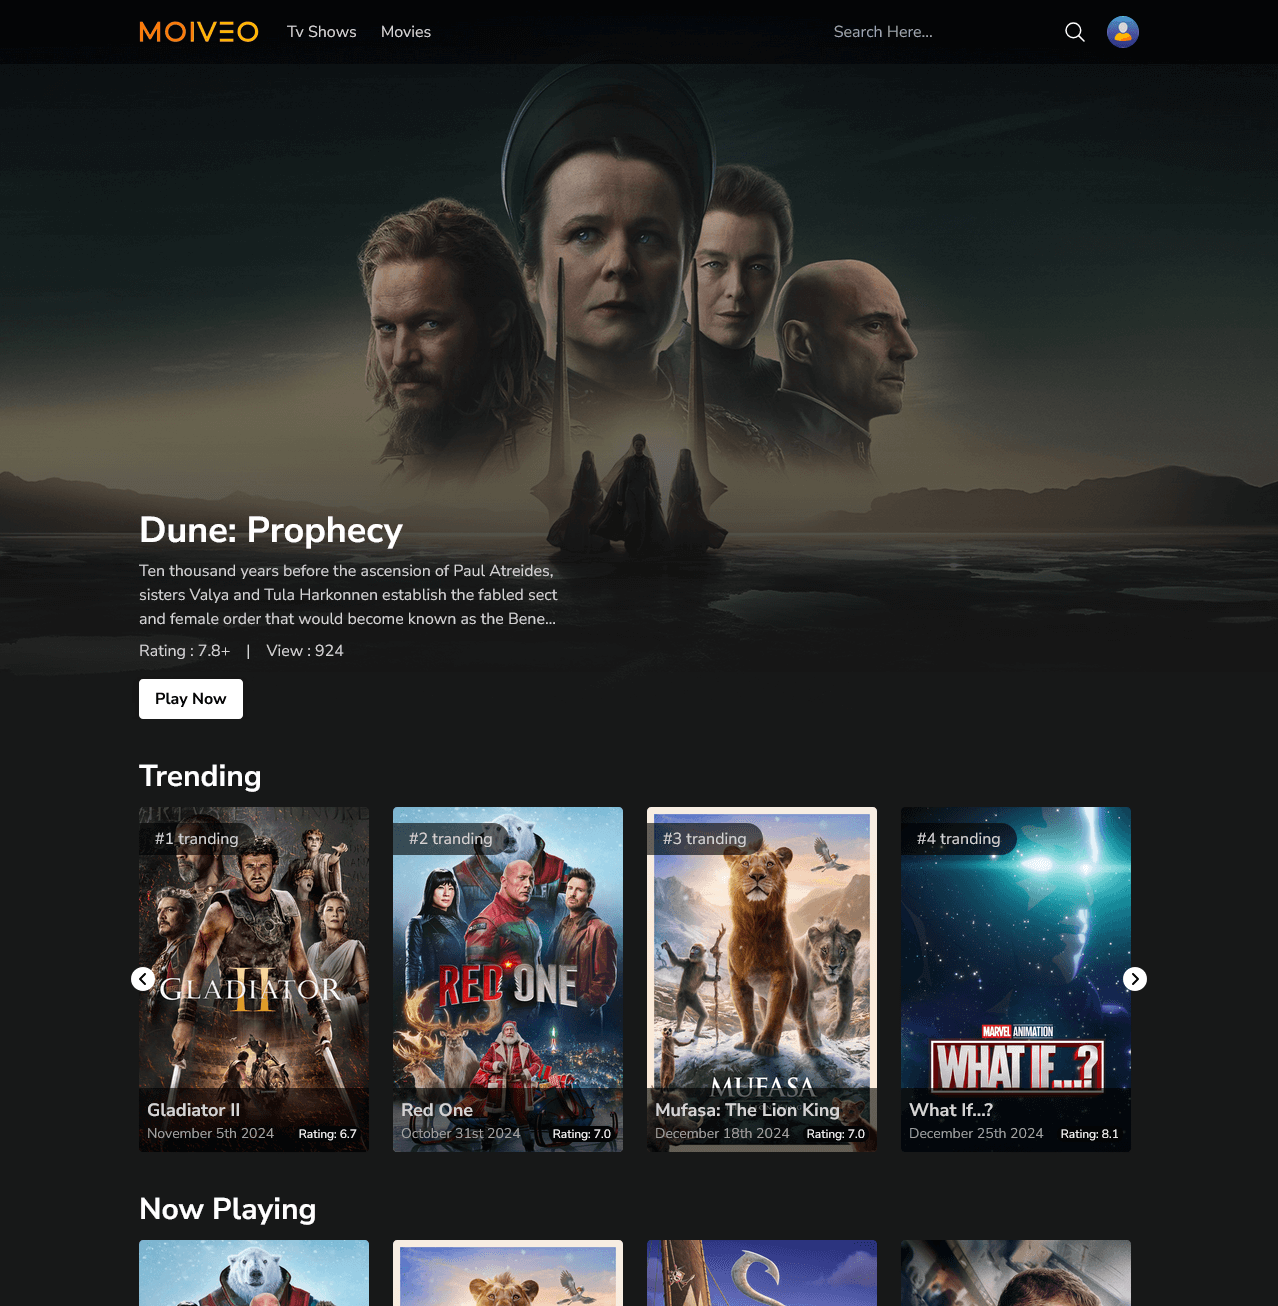 MOIVEO
Tv Shows
Movies
Search Here...
Dune: Prophecy
Ten thousand years before the ascension of Paul Atreides,
sisters Valya and Tula Harkonnen establish the fabled sect
and female order that would become known as the Bene...
Rating : 7.8+ | View : 924
Play Now
Trending
#1 tranding
GLADIATOR
II
Gladiator II
November 5th 2024
Rating: 6.7
#2 tranding
RED ONE
Red One
October 31st 2024
Rating: 7.0
#3 tranding
MUFASA
Mufasa: The Lion King
December 18th 2024
Rating: 7.0
#4 tranding
MARVEL ANIMATION
WHAT IF...?
What If...?
December 25th 2024
Rating: 8.1
Now Playing